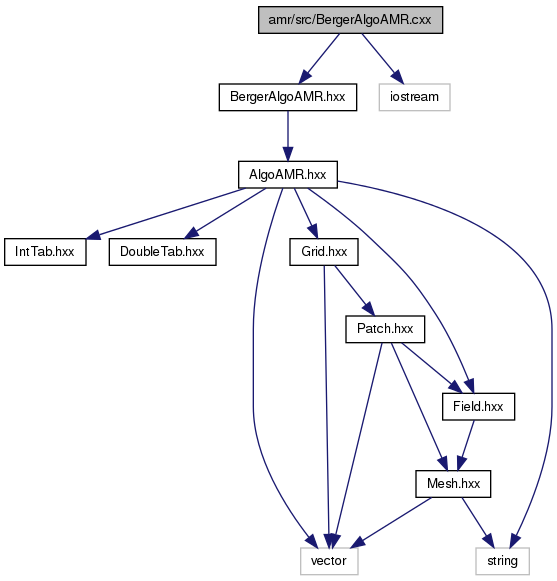 amr/src/BergerAlgoAMR.cxx
BergerAlgoAMR.hxx
iostream
AlgoAMR.hxx
IntTab.hxx
DoubleTab.hxx
Grid.hxx
Patch.hxx
Field.hxx
Mesh.hxx
vector
string